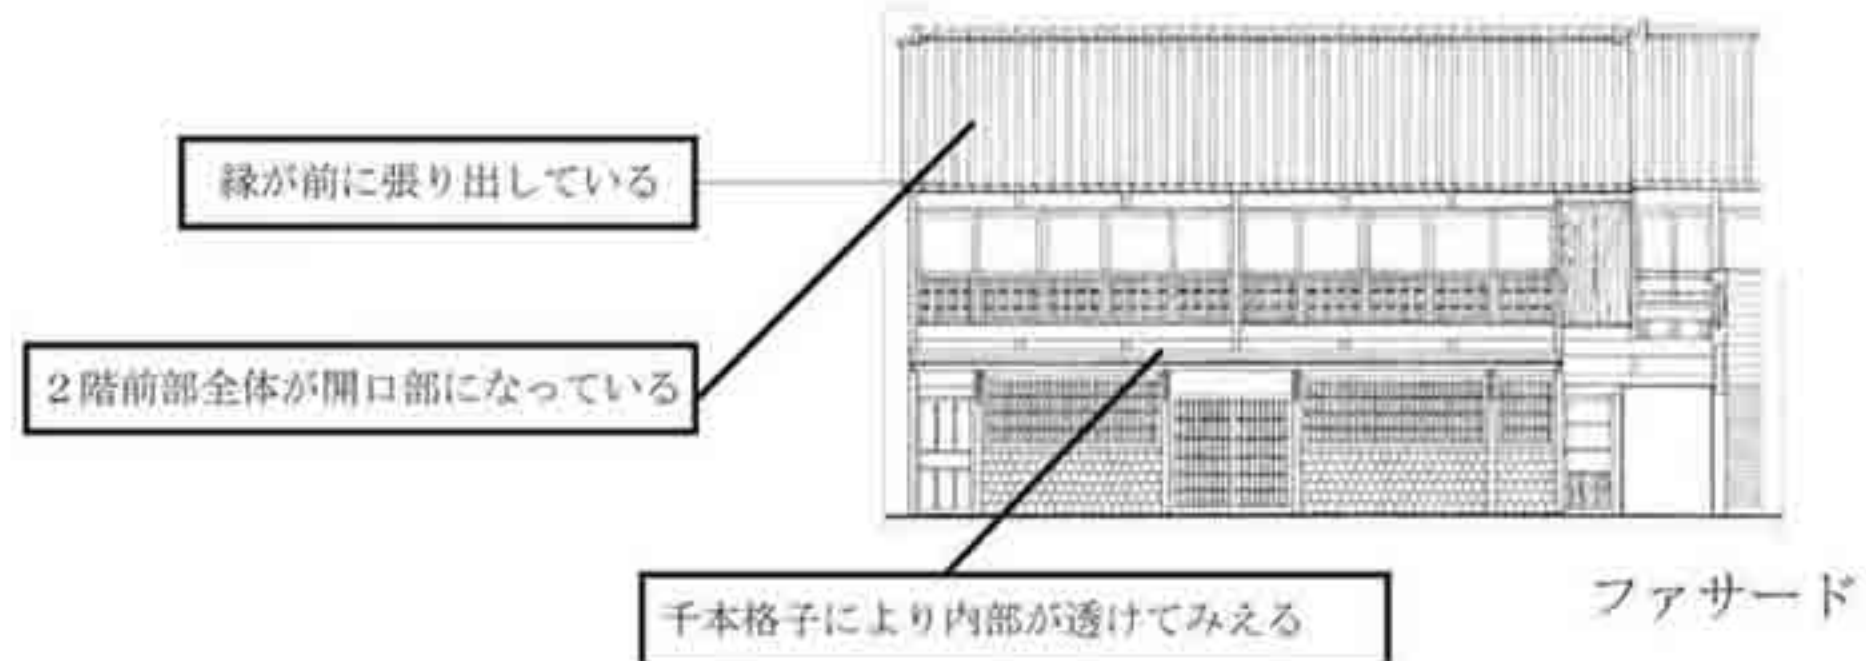 縁が前に張り出している
2階前部全体が開口部になっている
千本格子により内部が透けてみえる
ファサード